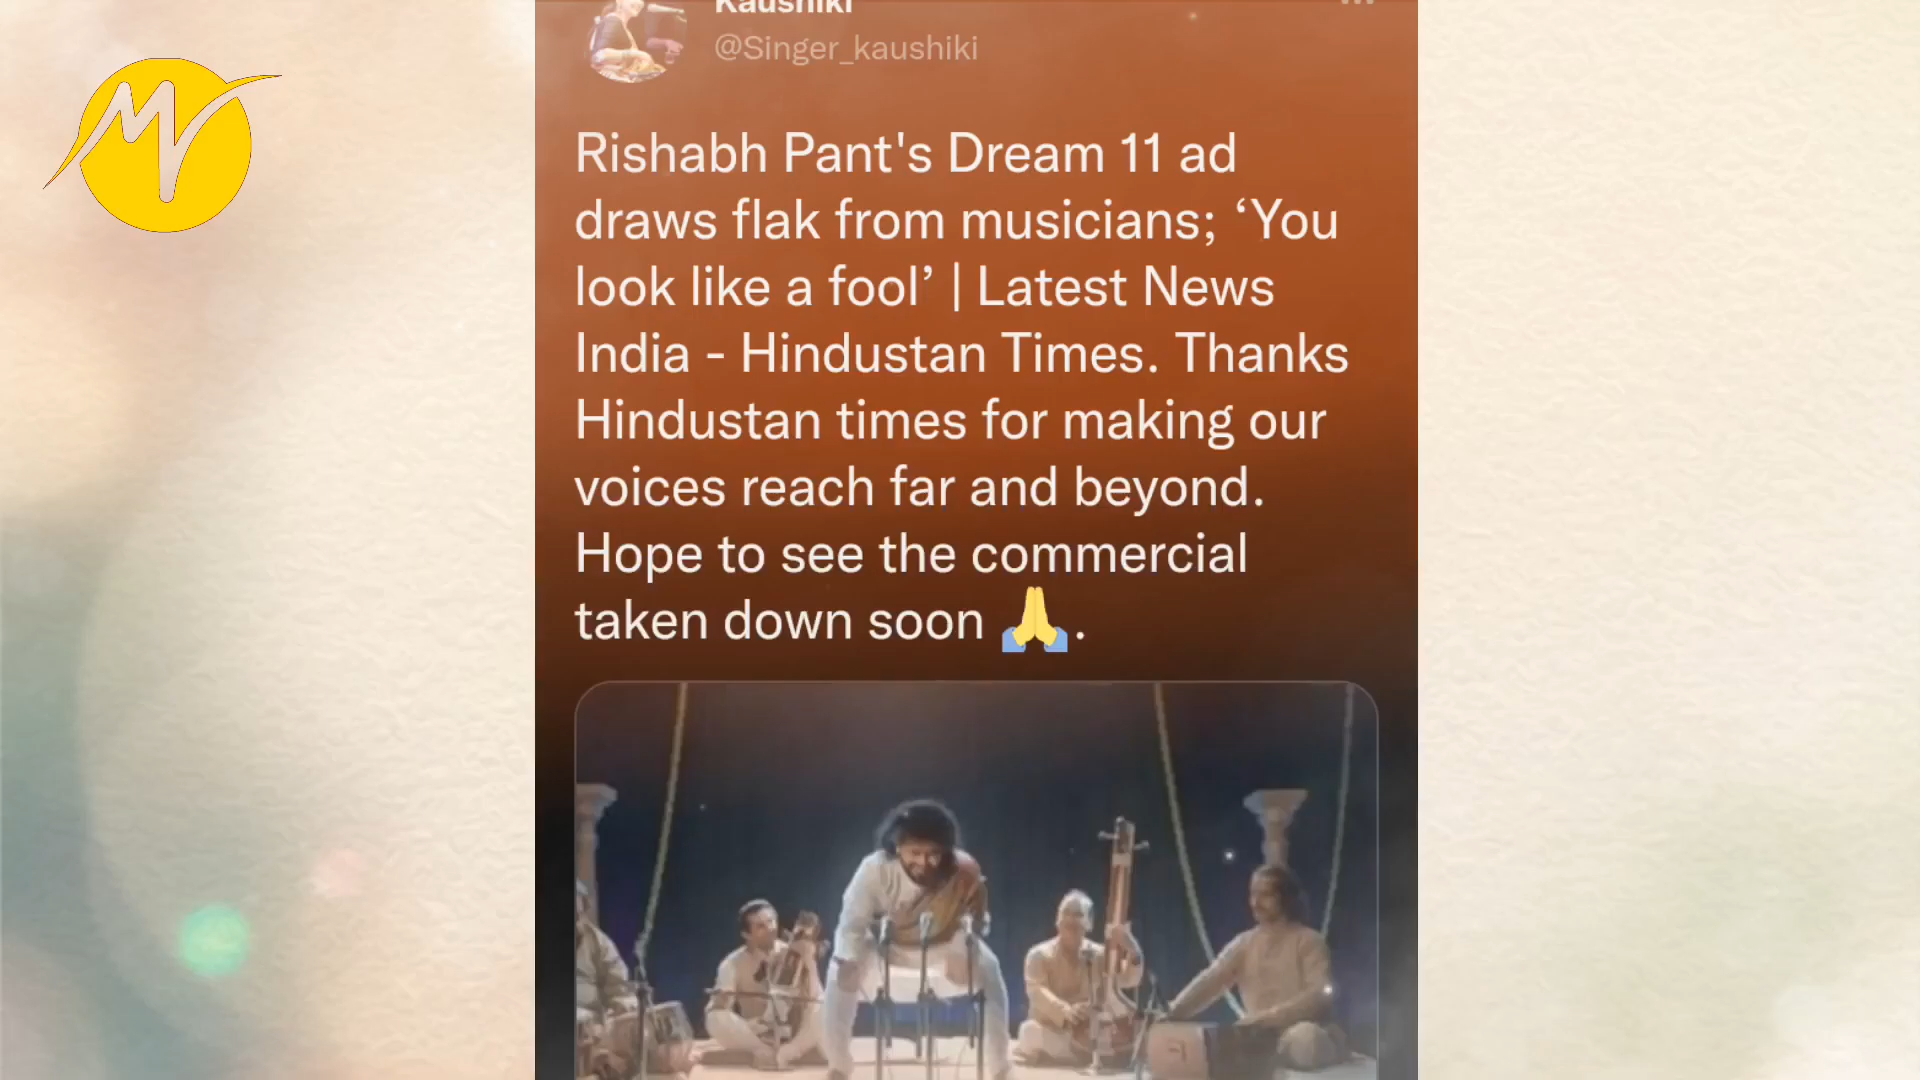 Kaushiki
@Singer_kaushiki
Rishabh Pant's Dream 11 ad
draws flak from musicians; ‘You
look like a fool’ | Latest News
India - Hindustan Times. Thanks
Hindustan times for making our
voices reach far and beyond.
Hope to see the commercial
taken down soon 🙏.